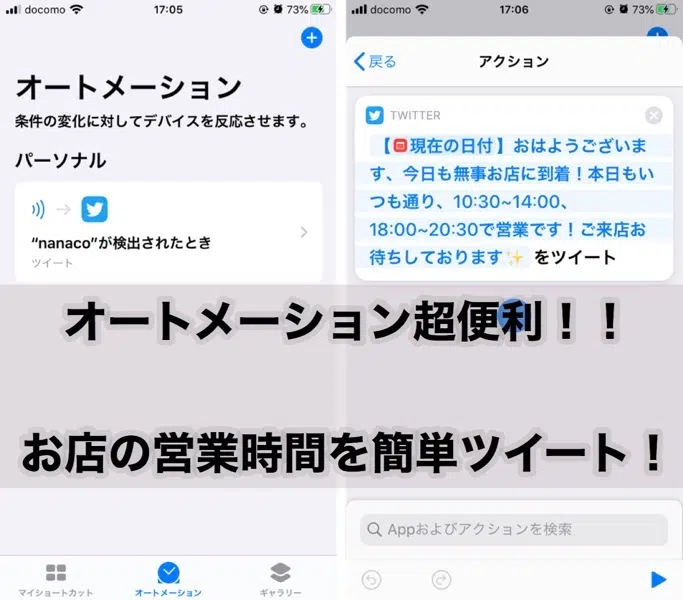 docomo 17:05 73%
オートメーション
条件の変化に対してデバイスを反応させます。
パーソナル
“nanaco”が検出されたとき
ツイート
マイショートカット オートメーション ギャラリー
docomo 17:06 73%
戻る アクション
TWITTER
【現在の日付】おはようございま
す、今日も無事お店に到着！本日もい
つも通り、10:30~14:00、
18:00~20:30で営業です！ご来店お
待ちしております✨ をツイート
オートメーション超便利！！
お店の営業時間を簡単ツイート！
Appおよびアクションを検索